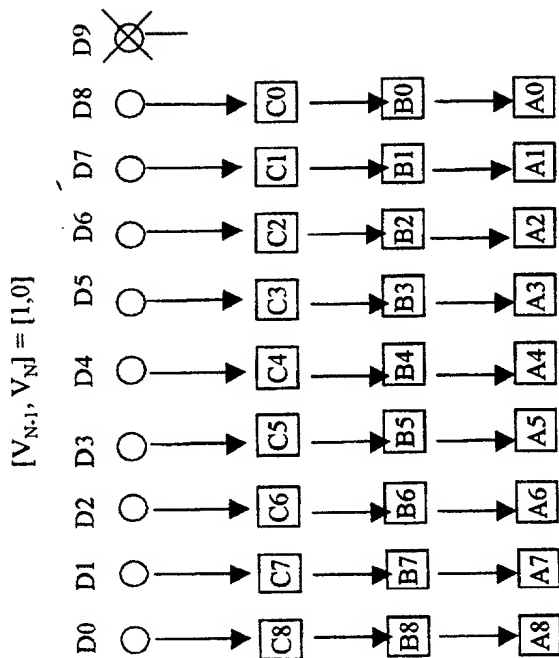 [V_N-1, V_N] = [1,0]
D0 D1 D2 D3 D4 D5 D6 D7 D8 D9
C8 C7 C6 C5 C4 C3 C2 C1 C0
B8 B7 B6 B5 B4 B3 B2 B1 B0
A8 A7 A6 A5 A4 A3 A2 A1 A0